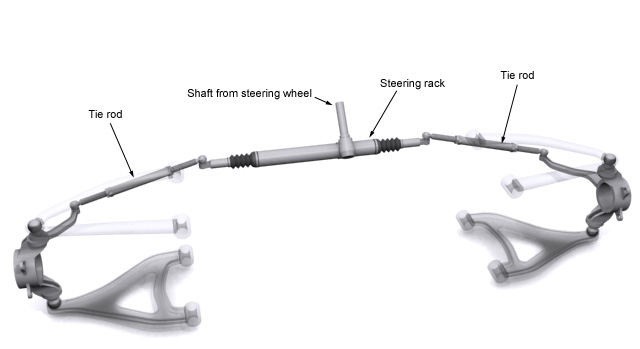 Tie rod
Steering rack
Shaft from steering wheel
Tie rod